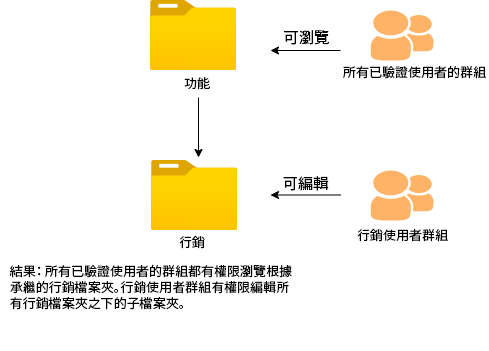 可瀏覽
功能
所有已驗證使用者的群組
可編輯
行銷
行銷使用者群組
結果：所有已驗證使用者的群組都有權限瀏覽根據
承繼的行銷檔案夾。行銷使用者群組有權限編輯所
有行銷檔案夾之下的子檔案夾。